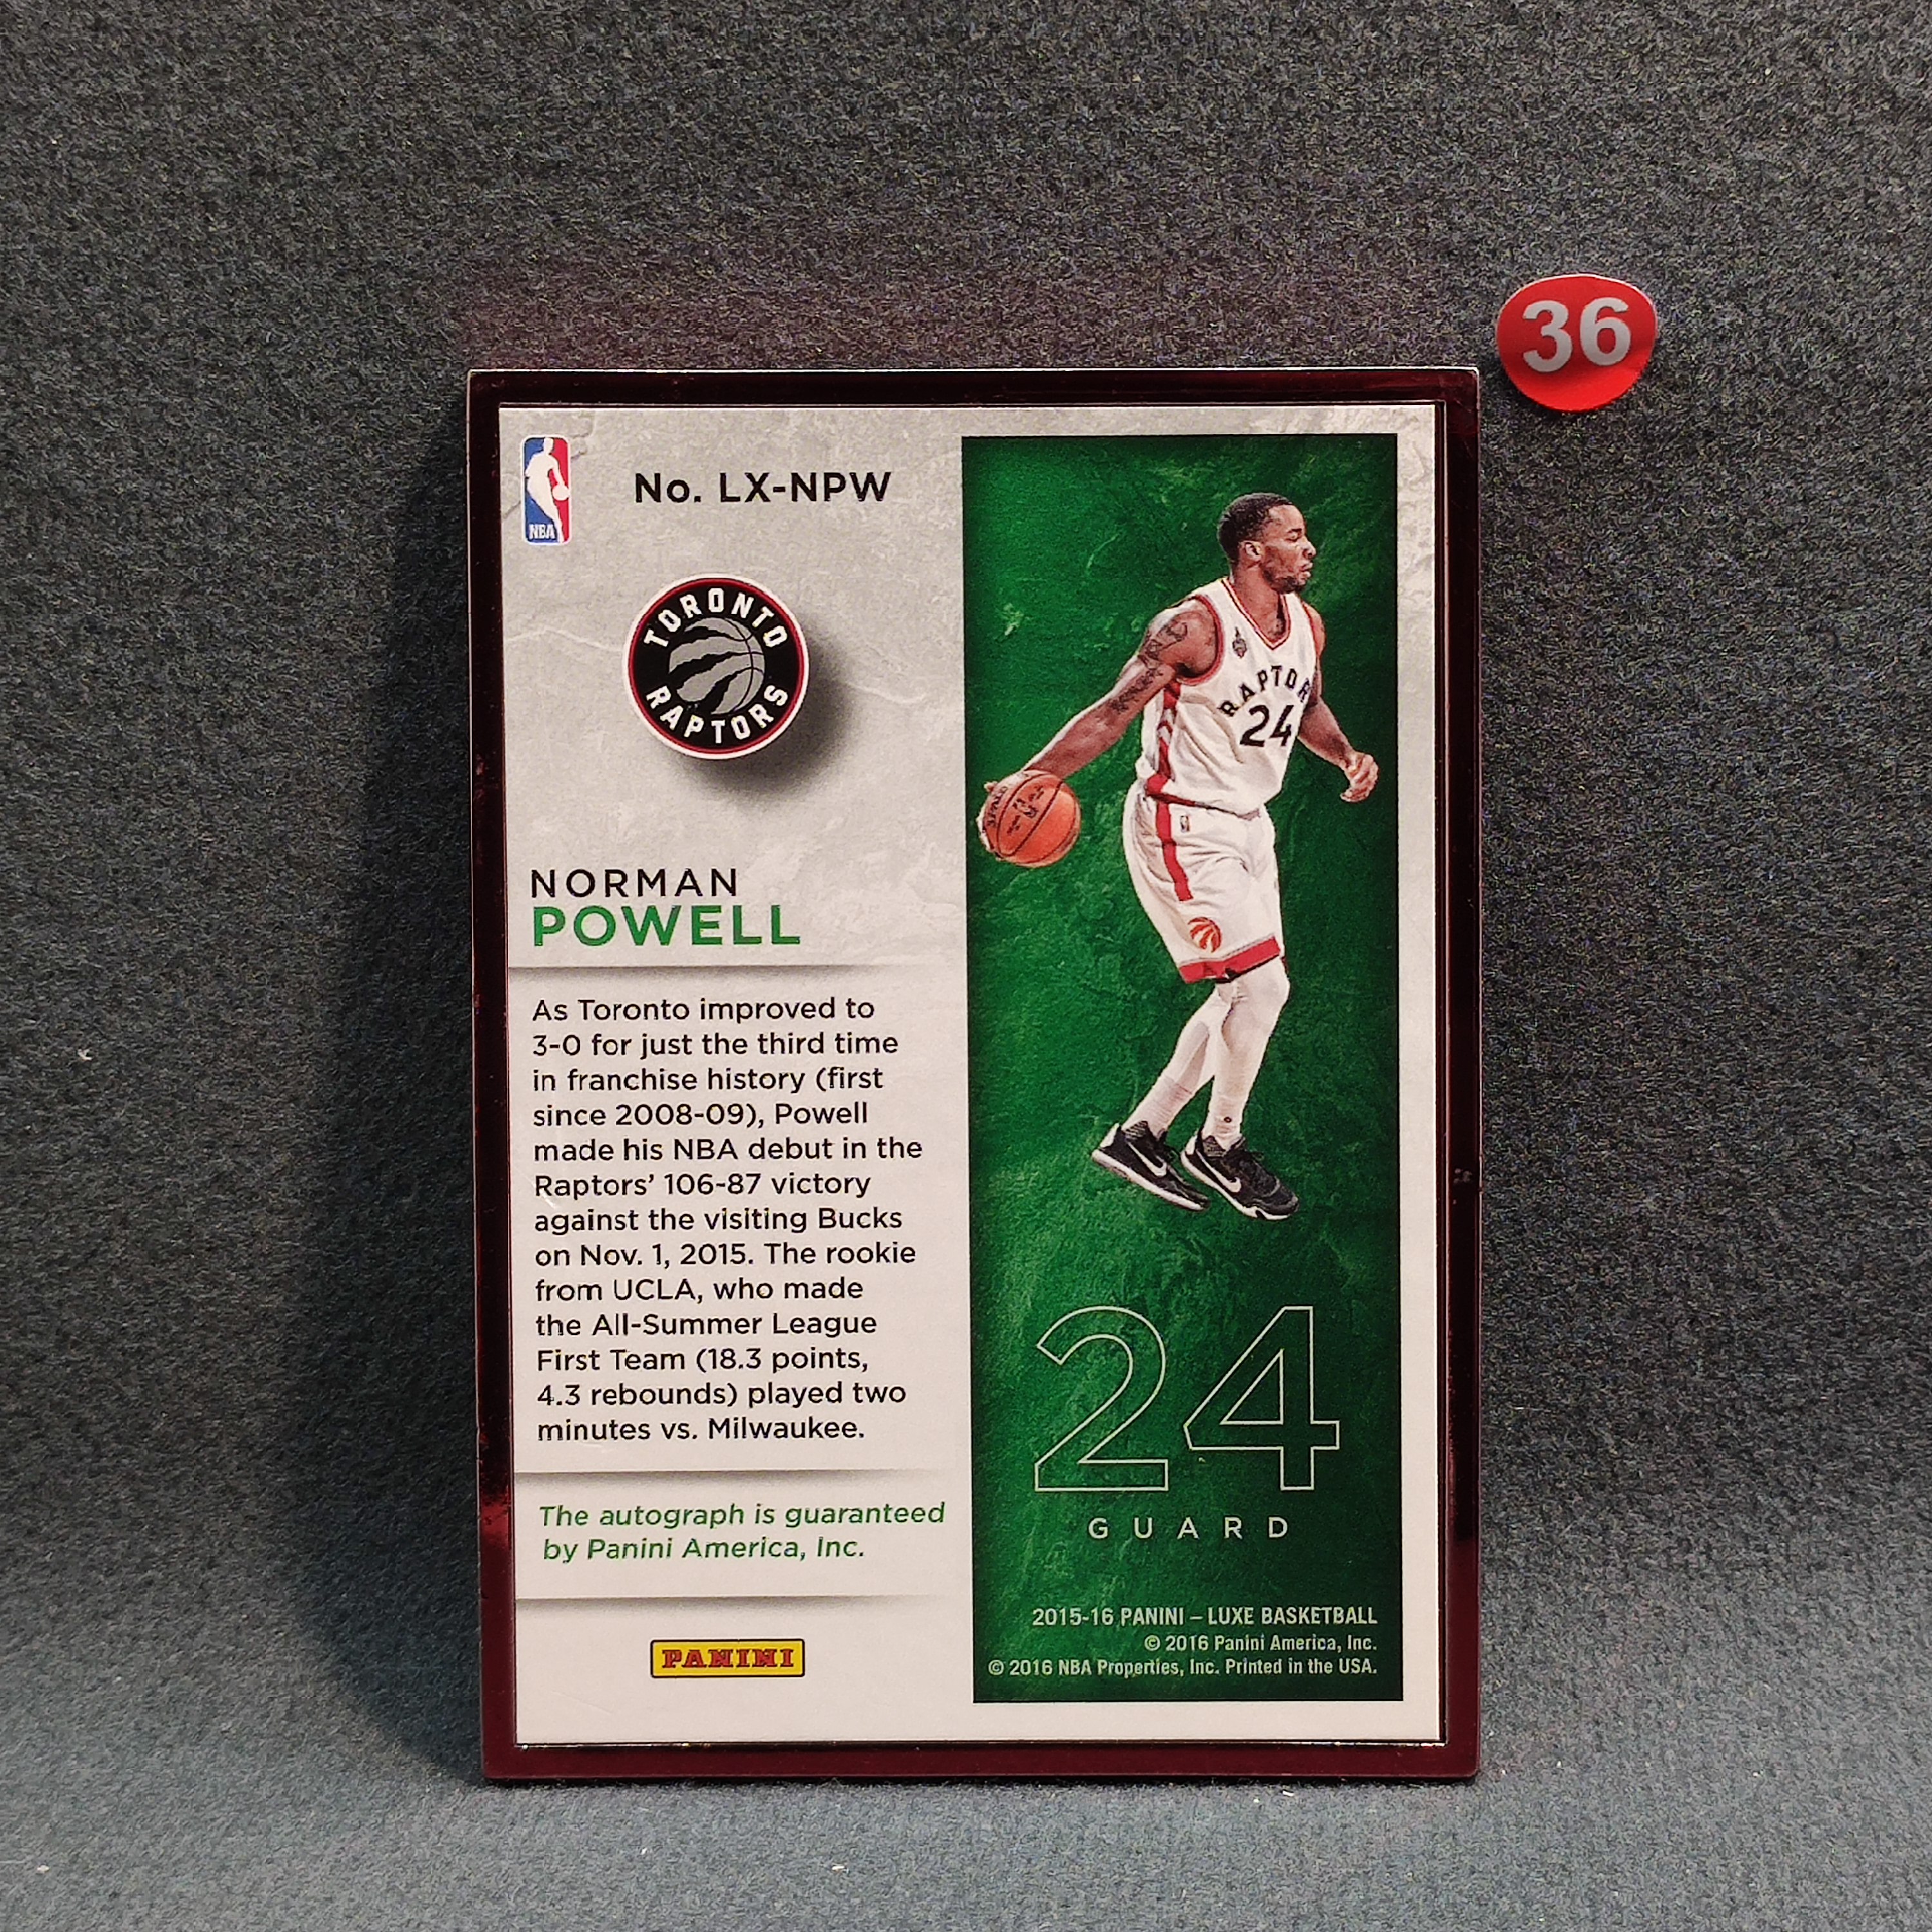 36
NBA
No. LX-NPW
TORONTO
RAPTORS
NORMAN
POWELL
As Toronto improved to
3-0 for just the third time
in franchise history (first
since 2008-09), Powell
made his NBA debut in the
Raptors' 106-87 victory
against the visiting Bucks
on Nov. 1, 2015. The rookie
from UCLA, who made
the All-Summer League
First Team (18.3 points,
4.3 rebounds) played two
minutes vs. Milwaukee.
The autograph is guaranteed
by Panini America, Inc.
PANINI
RAPTOR
24
24
GUARD
2015-16 PANINI – LUXE BASKETBALL
© 2016 Panini America, Inc.
© 2016 NBA Properties, Inc. Printed in the USA.